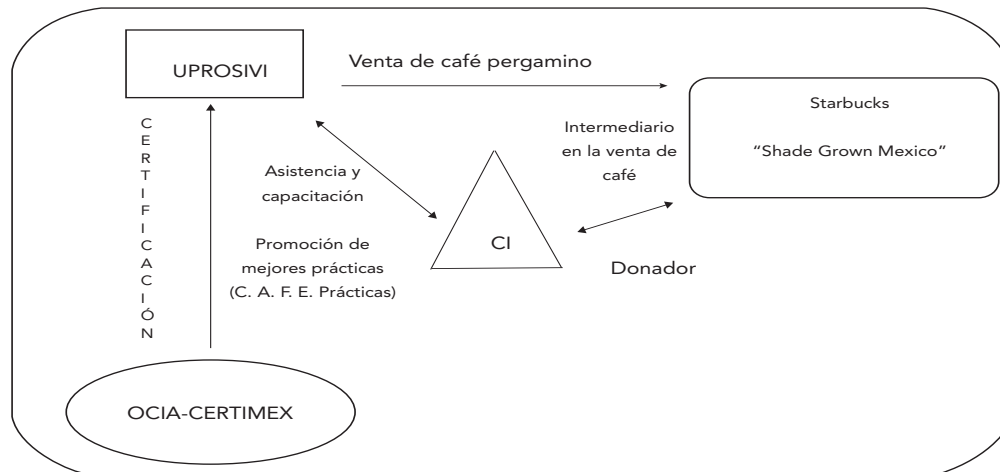 UPROSIVI
Venta de café pergamino
Starbucks
“Shade Grown Mexico“
CERTIFICACIÓN
Intermediario
en la venta de
café
Asistencia y
capacitación
CI
Promoción de
mejores prácticas
(C. A. F. E. Prácticas)
Donador
OCIA-CERTIMEX